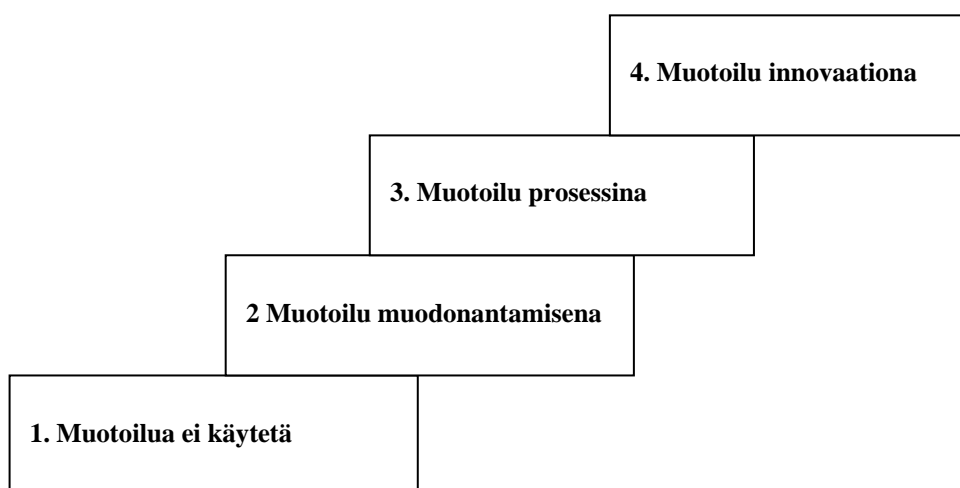 4. Muotoilu innovaationa
3. Muotoilu prosessina
2 Muotoilu muodonantamisena
1. Muotoilua ei käytetä